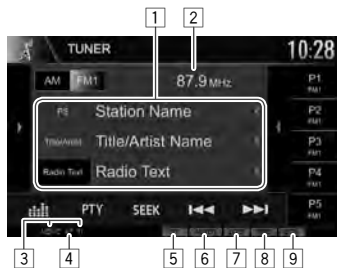 1 2
TUNER 10:28
AM FM1 87.9 MHz P1
FM1
PS Station Name P2
FM1
Title/Artist Title/Artist Name P3
FM1
Radio Text Radio Text P4
FM1
PTY SEEK P5
FM1
3 4 5 6 7 8 9